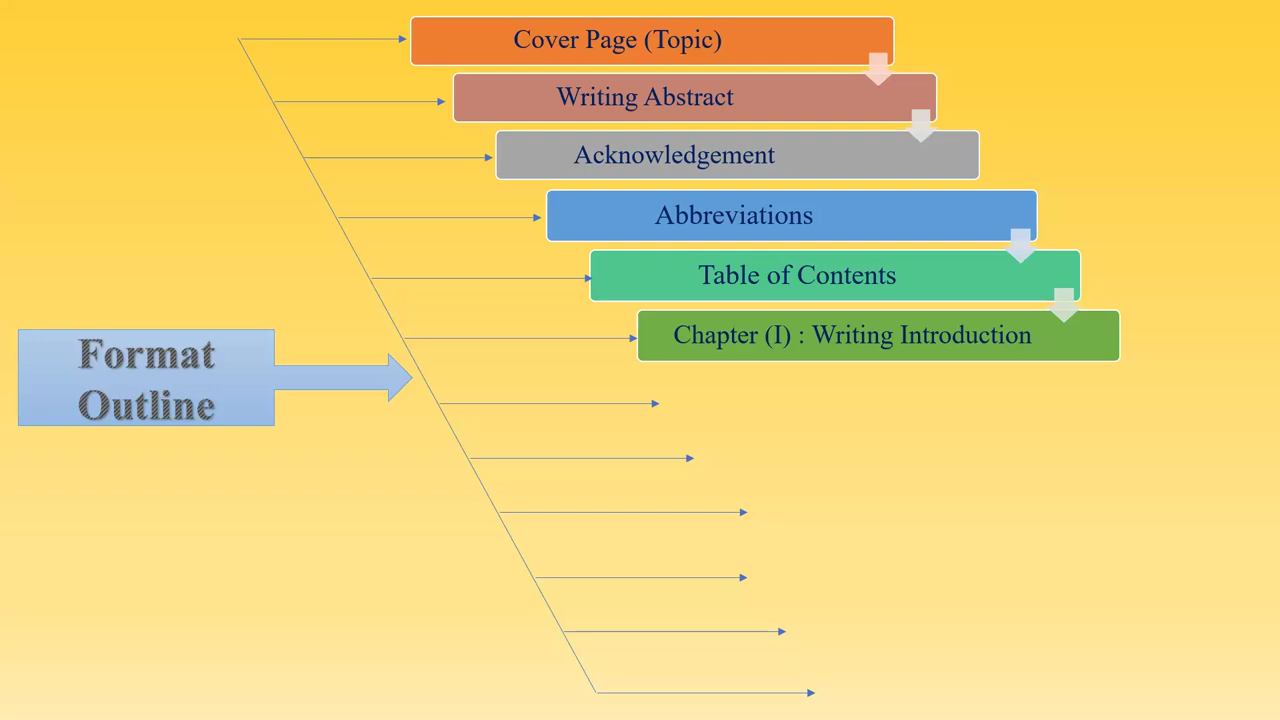 Cover Page (Topic)
Writing Abstract
Acknowledgement
Abbreviations
Table of Contents
Chapter (I) : Writing Introduction
Format
Outline